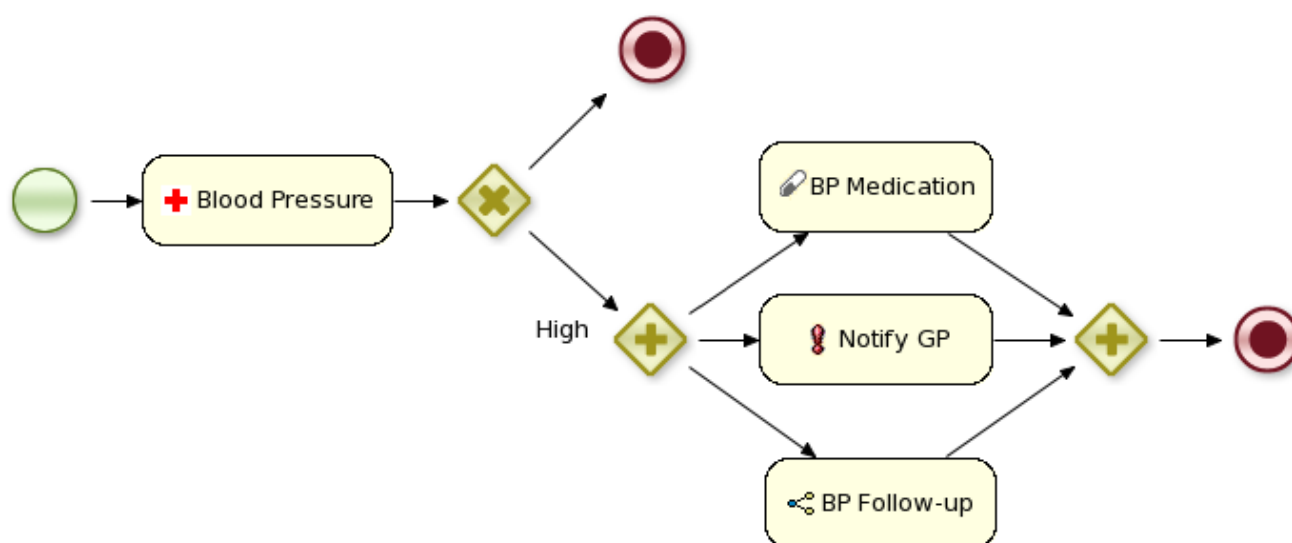 Blood Pressure
BP Medication
High
Notify GP
BP Follow-up